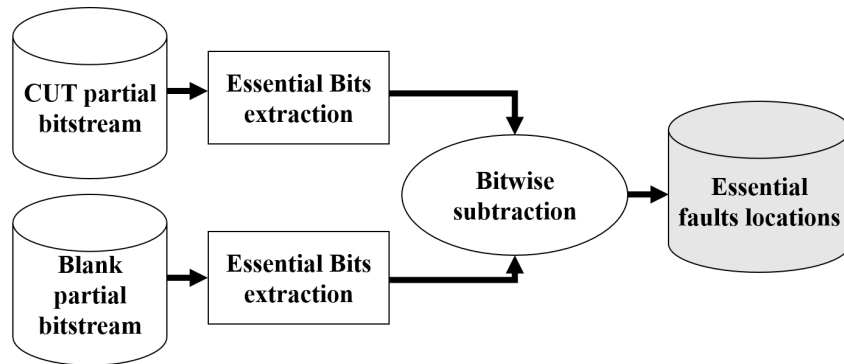 CUT partial
bitstream
Essential Bits
extraction
Bitwise
subtraction
Essential
faults locations
Blank
partial
bitstream
Essential Bits
extraction